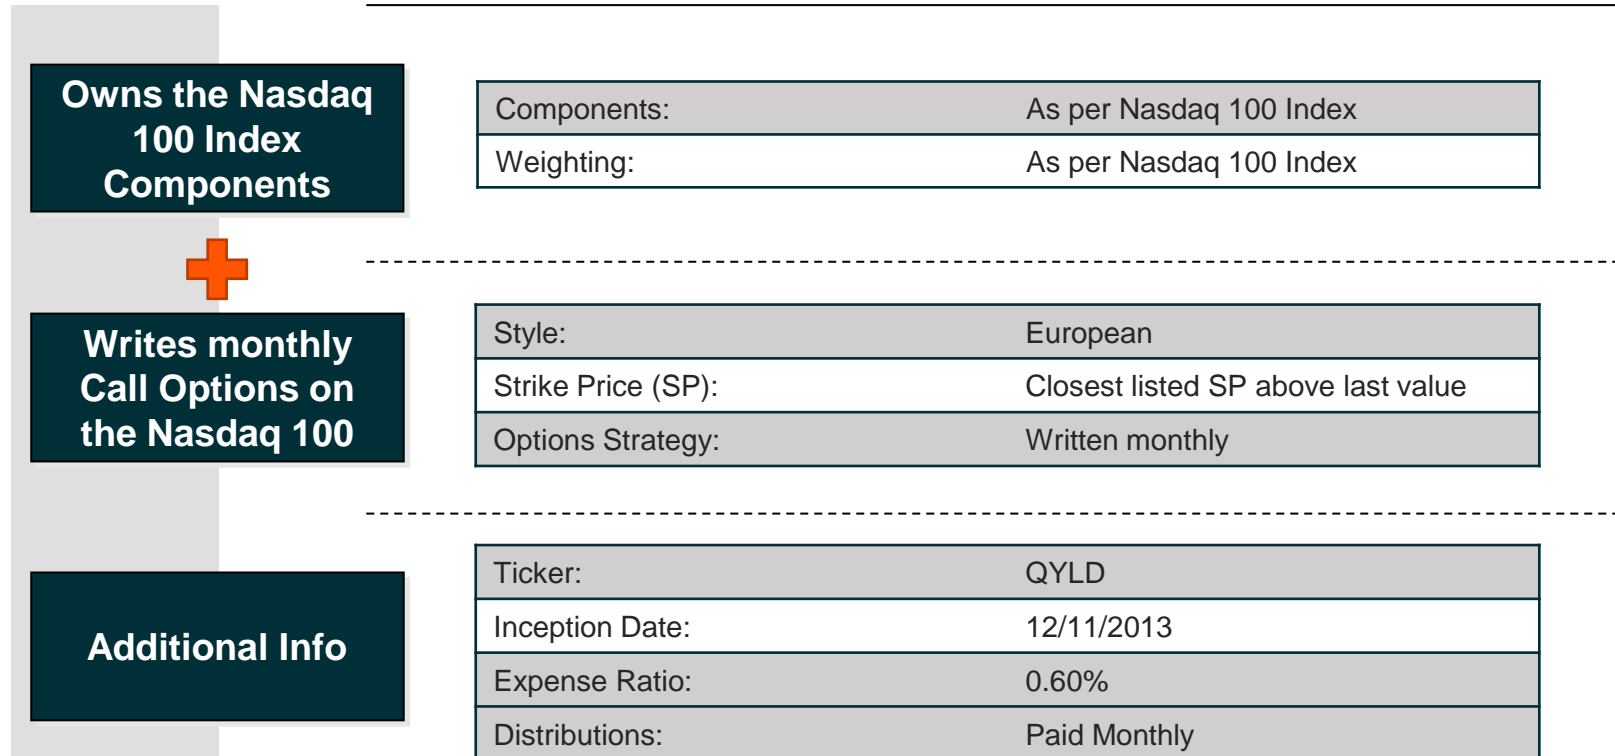 Owns the Nasdaq
100 Index
Components
Components: As per Nasdaq 100 Index
Weighting: As per Nasdaq 100 Index
Writes monthly
Call Options on
the Nasdaq 100
Style: European
Strike Price (SP): Closest listed SP above last value
Options Strategy: Written monthly
Additional Info
Ticker: QYLD
Inception Date: 12/11/2013
Expense Ratio: 0.60%
Distributions: Paid Monthly